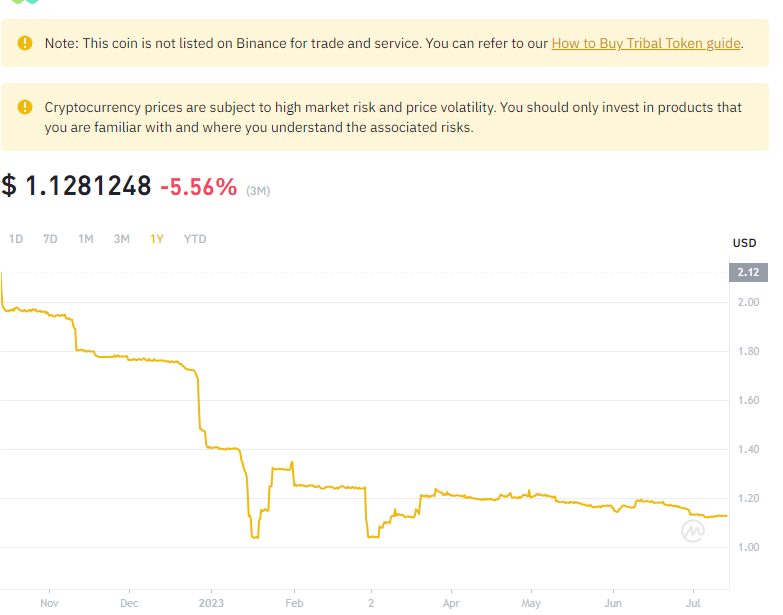 Note: This coin is not listed on Binance for trade and service. You can refer to our How to Buy Tribal Token guide.
Cryptocurrency prices are subject to high market risk and price volatility. You should only invest in products that
you are familiar with and where you understand the associated risks.
$ 1.1281248 -5.56% (3M)
1D 7D 1M 3M 1Y YTD
USD
2.12
2.00
1.80
1.60
1.40
1.20
1.00
Nov Dec 2023 Feb 2 Apr May Jun Jul